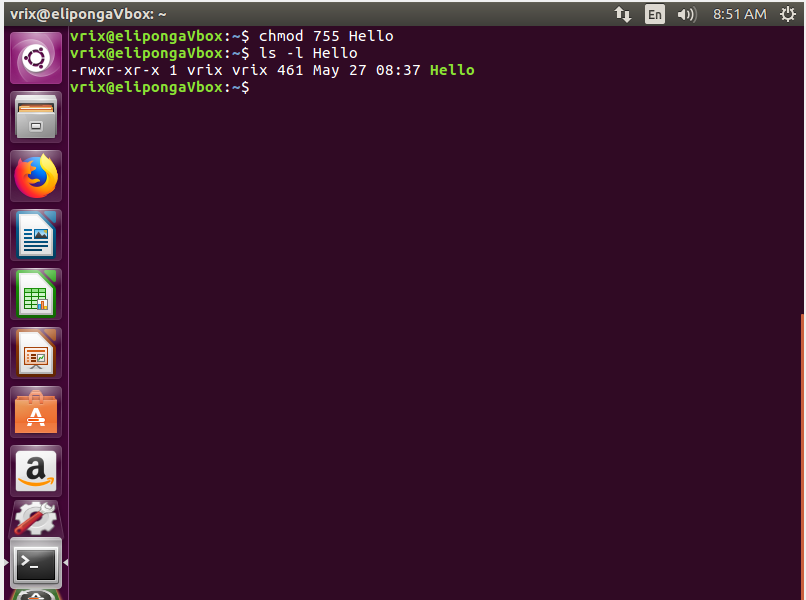 vrix@elipongaVbox: ~
En
8:51 AM
vrix@elipongaVbox:~$ chmod 755 Hello
vrix@elipongaVbox:~$ ls -l Hello
-rwxr-xr-x 1 vrix vrix 461 May 27 08:37 Hello
vrix@elipongaVbox:~$
A
a
>_